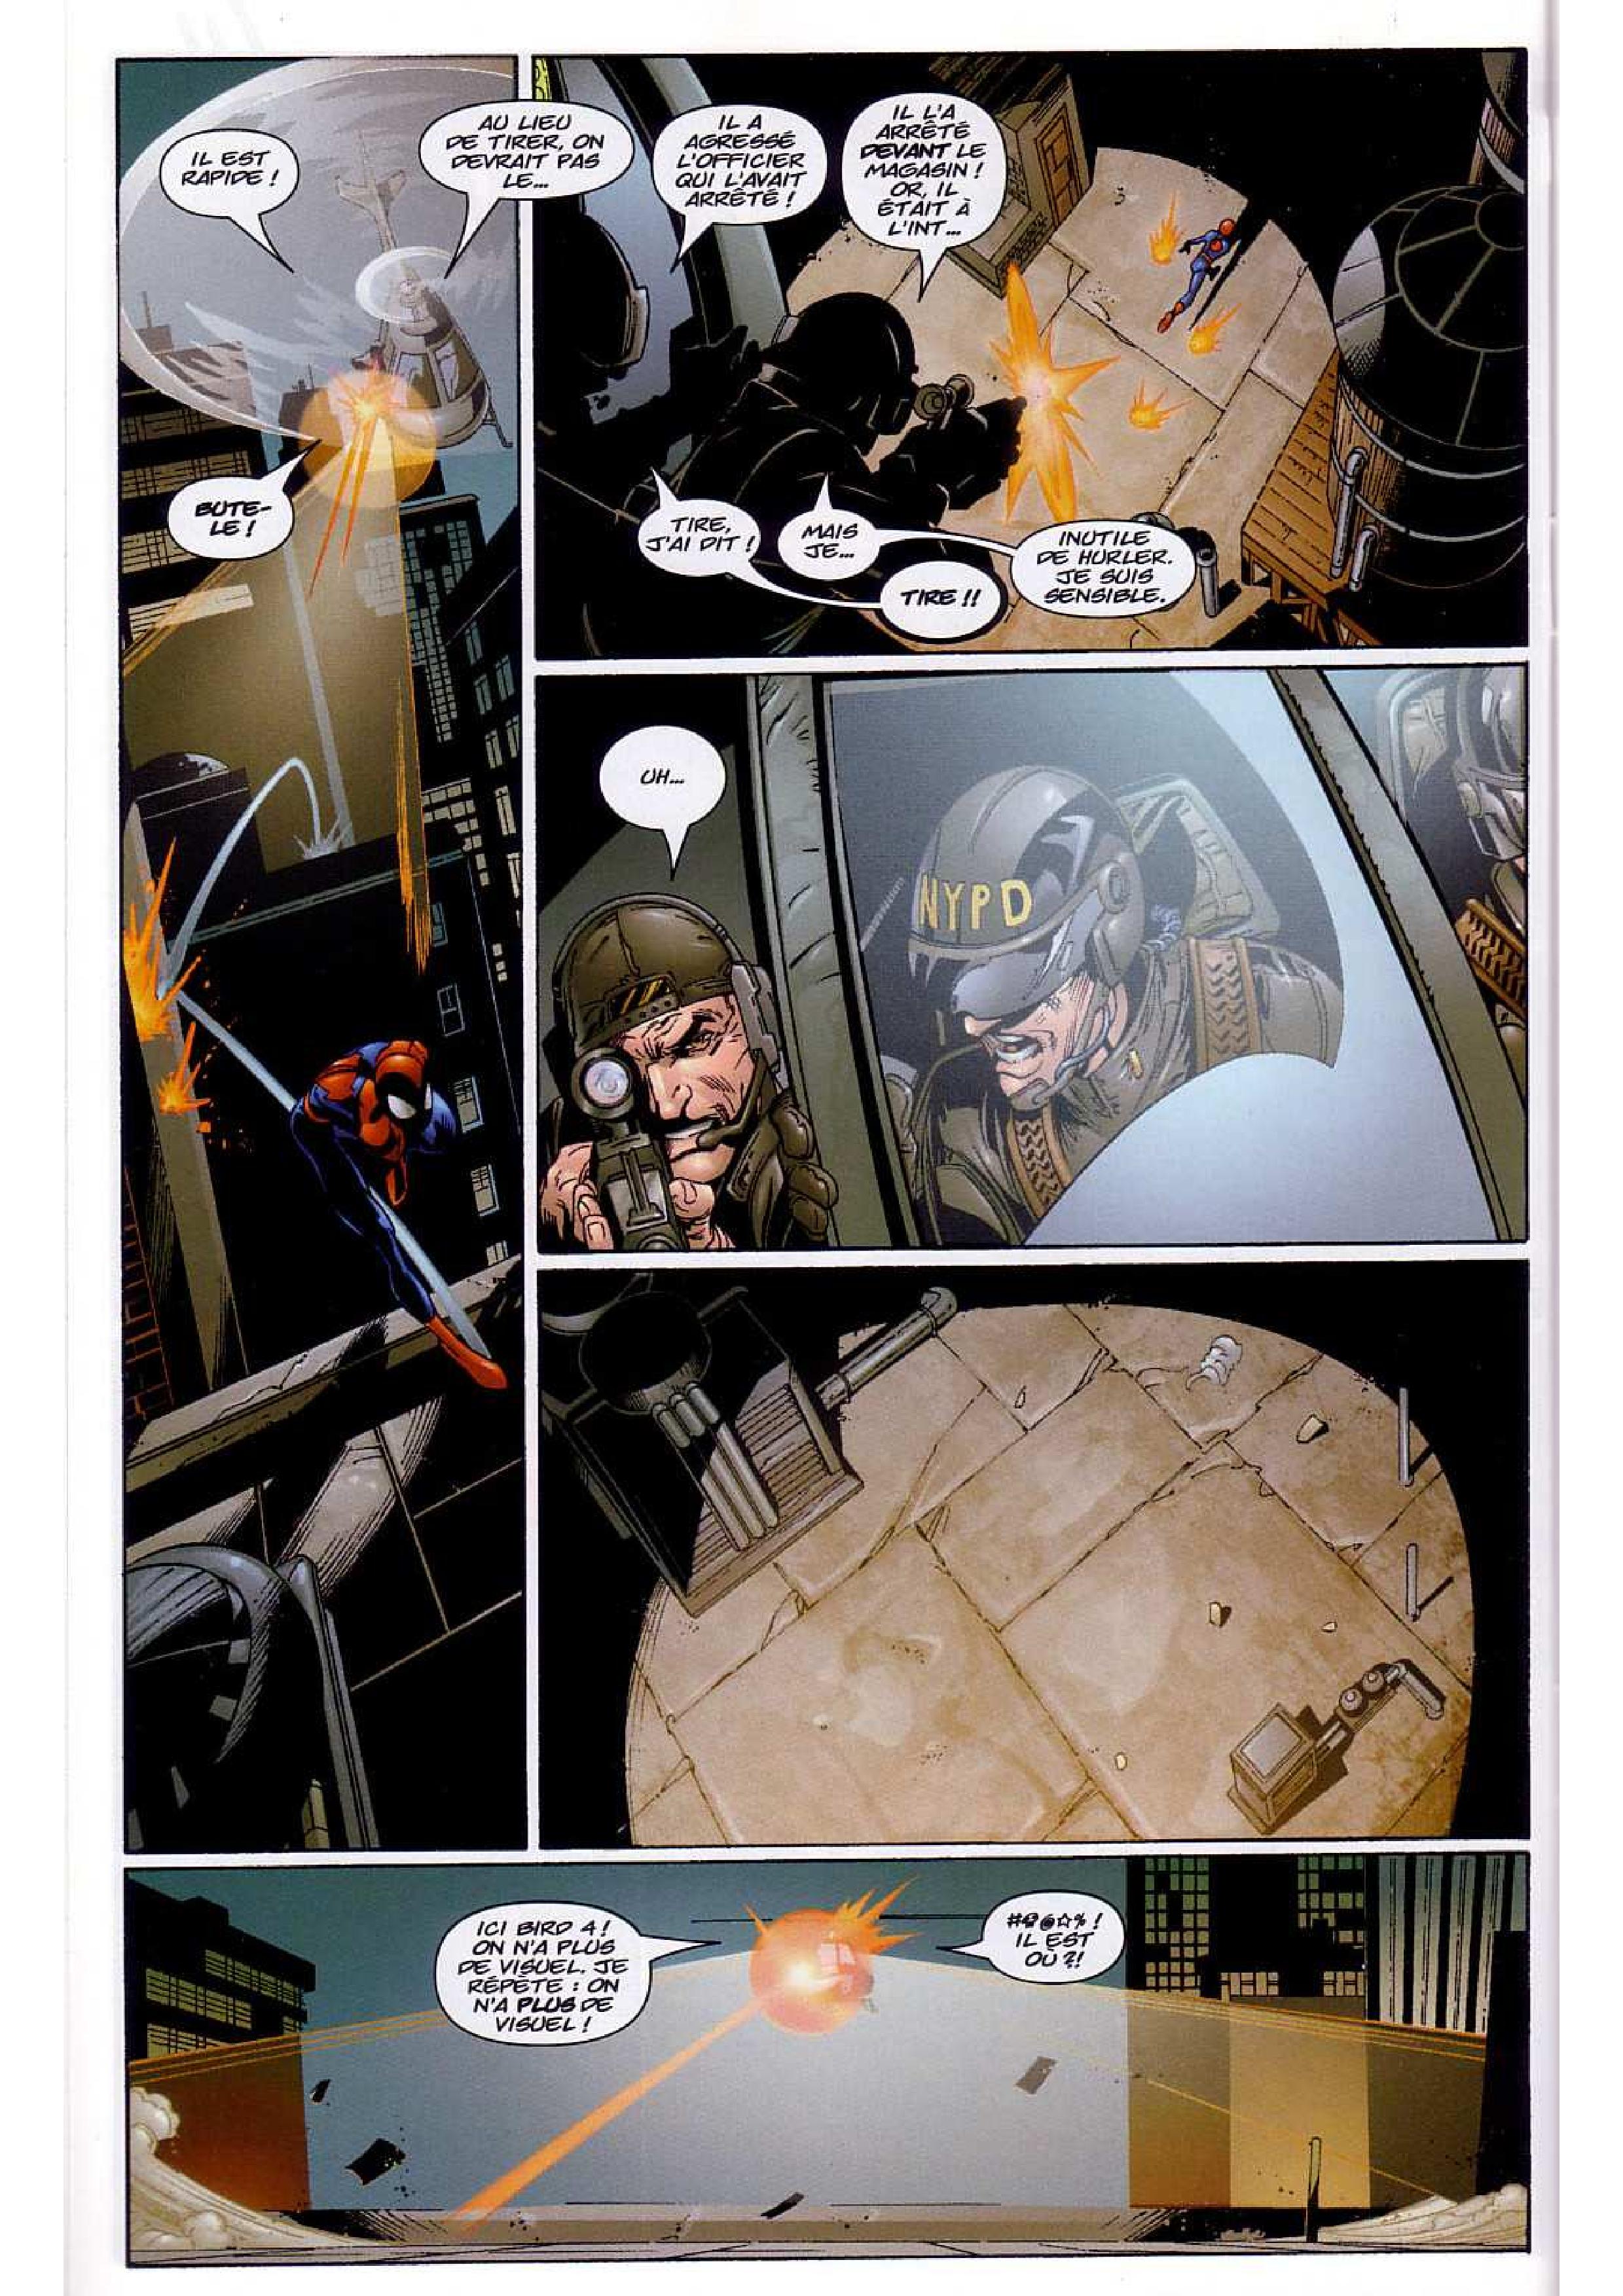 IL EST
RAPIDE !
AU LIEU
DE TIRER, ON
DEVRAIT PAS
LE...
BUTE-
LE !
IL A
AGRESSÉ
L'OFFICIER
QUI L'AVAIT
ARRÊTÉ !
IL L'A
ARRÊTÉ
DEVANT LE
MAGASIN !
OR, IL
ÉTAIT À
L'INT...
TIRE,
J'AI DIT !
MAIS
JE...
TIRE !!
INUTILE
DE HURLER.
JE SUIS
SENSIBLE.
UH...
NYPD
ICI BIRD 4 !
ON N'A PLUS
DE VISUEL. JE
RÉPÈTE : ON
N'A PLUS DE
VISUEL !
#@☆% !
IL EST
OÙ ?!